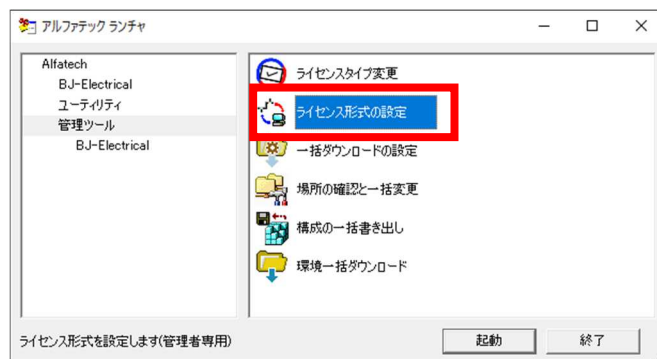 アルファテック ランチャ
Alfatech
BJ-Electrical
ユーティリティ
管理ツール
BJ-Electrical
ライセンスタイプ変更
ライセンス形式の設定
一括ダウンロードの設定
場所の確認と一括変更
構成の一括書き出し
環境一括ダウンロード
ライセンス形式を設定します(管理者専用)
起動
終了